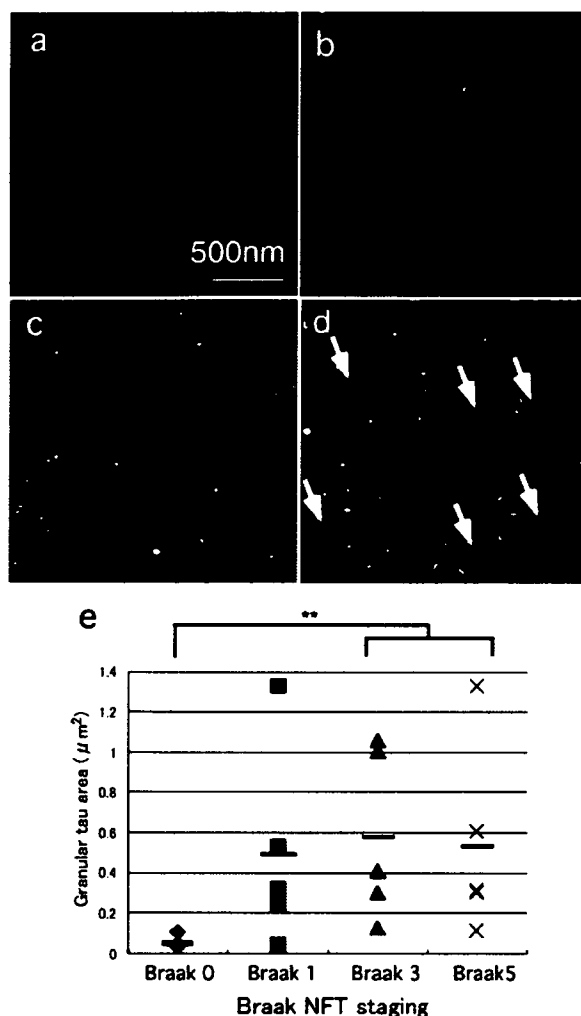 a
b
500nm
c
d
e
**
Granular tau area (μm²)
1.4
1.2
1
0.8
0.6
0.4
0.2
0
Braak 0 Braak 1 Braak 3 Braak5
Braak NFT staging